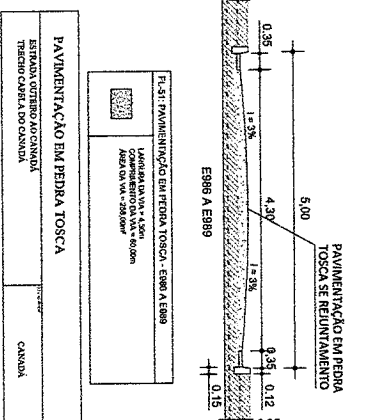 PAVIMENTAÇÃO EM PEDRA
TOSCA SE REJUNTAMENTO
5,00
0.35
4,30
0,35
0.12
i = 3%
i = 3%
0.15
E986 A E989
FL-51: PAVIMENTAÇÃO EM PEDRA TOSCA - E986 A E989
LARGURA DA VIA = 4,30m
COMPRIMENTO DA VIA = 60,00m
ÁREA DA VIA = 258,00m²
PAVIMENTAÇÃO EM PEDRA TOSCA
ESTRADA OUTEIRO AO CANADÁ
TRECHO CAPELA DO CANADÁ
CANADÁ